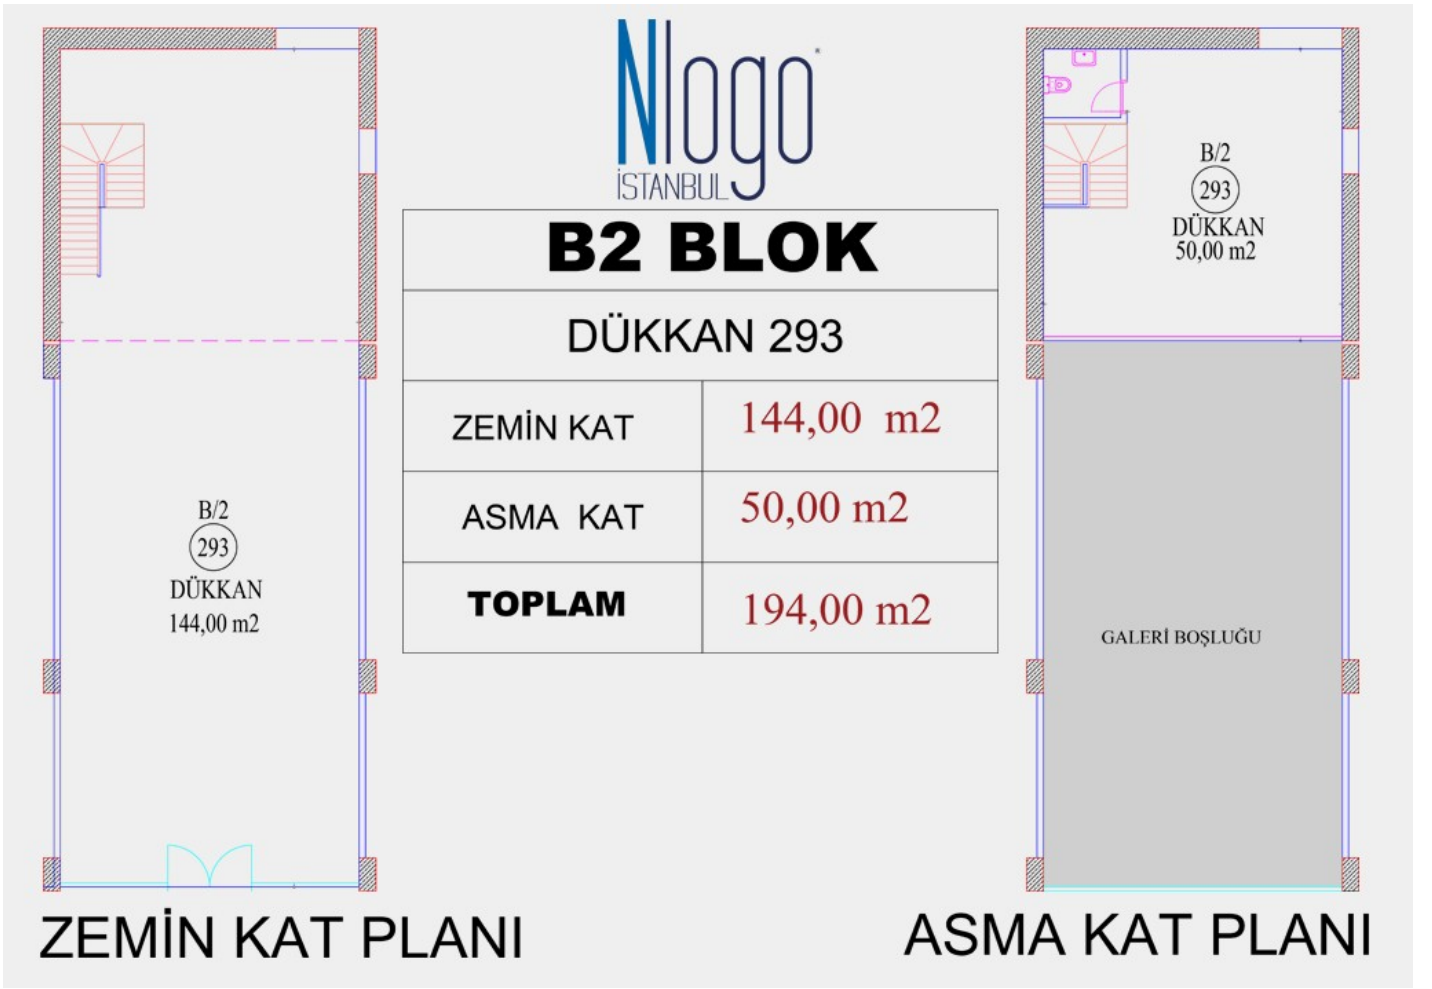 Nlogo
İSTANBUL
B2 BLOK
DÜKKAN 293
ZEMİN KAT 144,00 m2
ASMA KAT 50,00 m2
TOPLAM 194,00 m2
B/2
293
DÜKKAN
144,00 m2
ZEMİN KAT PLANI
B/2
293
DÜKKAN
50,00 m2
GALERİ BOŞLUĞU
ASMA KAT PLANI